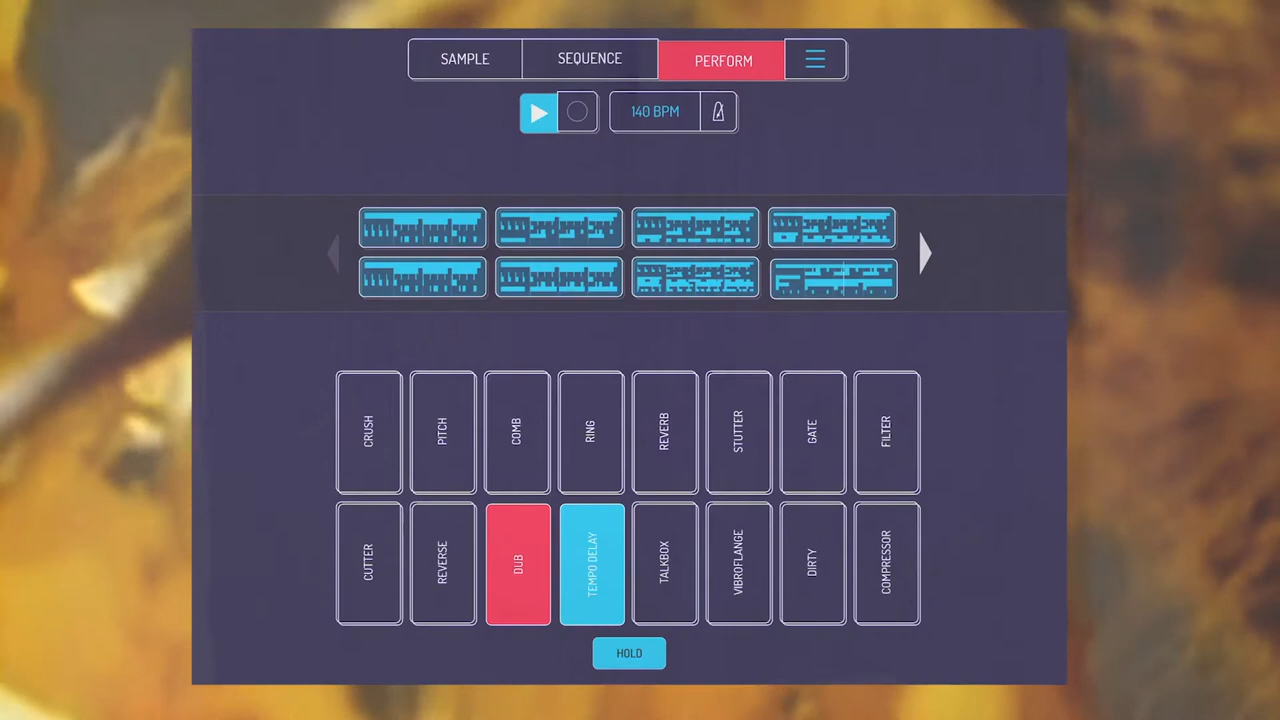 SAMPLE SEQUENCE PERFORM
140 BPM
CRUSH PITCH COMB RING REVERB STUTTER GATE FILTER
CUTTER REVERSE DUB TEMPO DELAY TALKBOX VIBROFLANGE DIRTY COMPRESSOR
HOLD